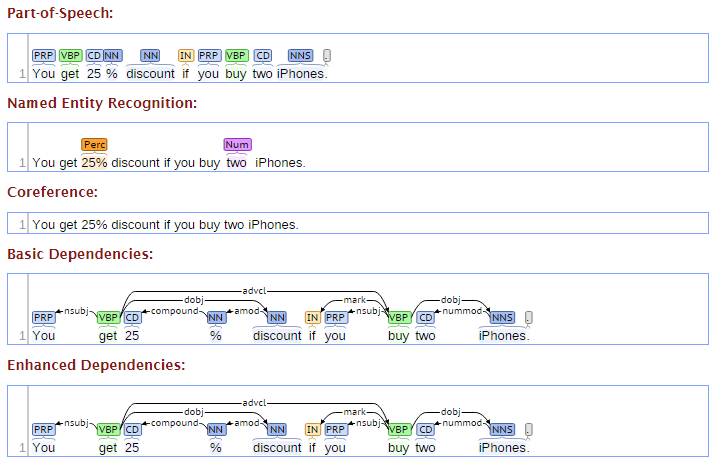 Part-of-Speech:
PRP VBP CD NN NN IN PRP VBP CD NNS .
1 You get 25 % discount if you buy two iPhones.
Named Entity Recognition:
Perc Num
1 You get 25% discount if you buy two iPhones.
Coreference:
1 You get 25% discount if you buy two iPhones.
Basic Dependencies:
advcl
dobj mark dobj
PRP nsubj VBP CD compound NN amod NN IN PRP nsubj VBP CD nummod NNS .
1 You get 25 % discount if you buy two iPhones.
Enhanced Dependencies:
advcl
dobj mark dobj
PRP nsubj VBP CD compound NN amod NN IN PRP nsubj VBP CD nummod NNS .
1 You get 25 % discount if you buy two iPhones.